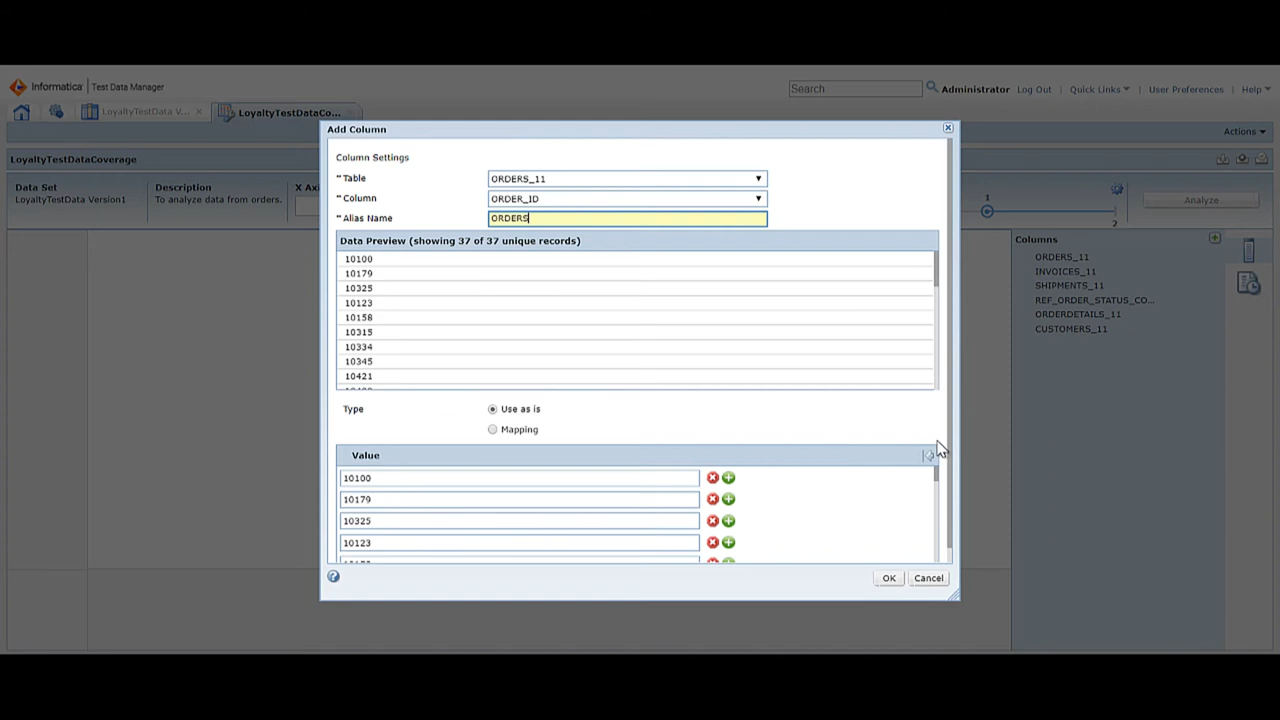 Informatica | Test Data Manager
Search
Administrator Log Out Quick Links User Preferences Help
LoyaltyTestData V...
LoyaltyTestDataCo...
Actions
LoyaltyTestDataCoverage
Data Set
LoyaltyTestData Version1
Description
To analyze data from orders.
X Axi
1
2
Analyze
Add Column
Column Settings
* Table ORDERS_11
* Column ORDER_ID
* Alias Name ORDERS
Data Preview (showing 37 of 37 unique records)
10100
10179
10325
10123
10158
10315
10334
10345
10421
Type
Use as is
Mapping
Value
10100
10179
10325
10123
OK Cancel
Columns
ORDERS_11
INVOICES_11
SHIPMENTS_11
REF_ORDER_STATUS_CO...
ORDERDETAILS_11
CUSTOMERS_11